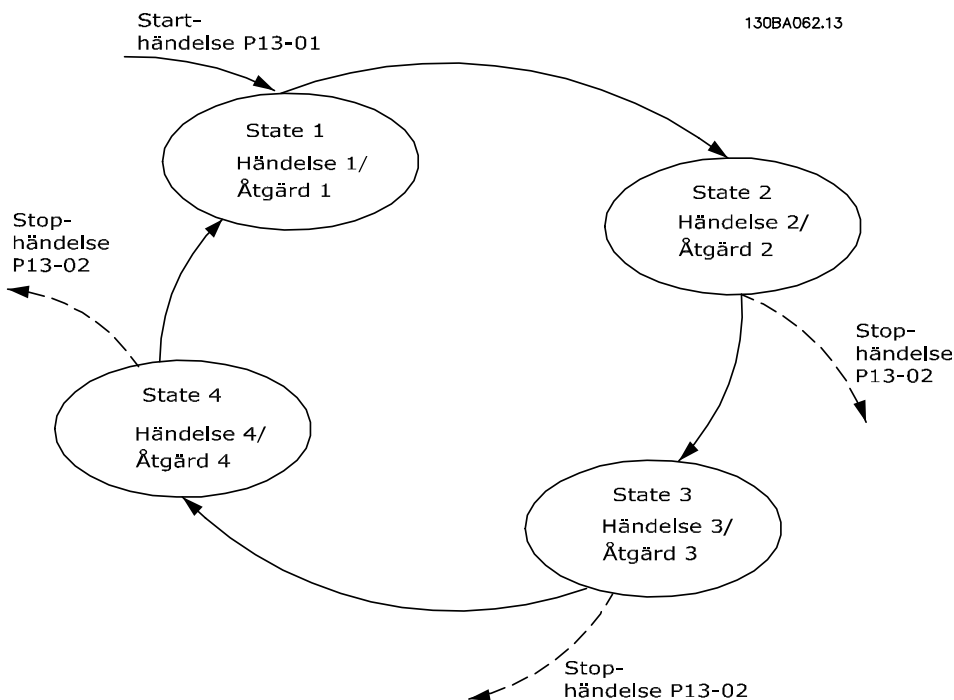 Start-
händelse P13-01
130BA062.13
State 1
Händelse 1/
Åtgärd 1
State 2
Händelse 2/
Åtgärd 2
Stop-
händelse
P13-02
Stop-
händelse
P13-02
State 4
Händelse 4/
Åtgärd 4
State 3
Händelse 3/
Åtgärd 3
Stop-
händelse P13-02